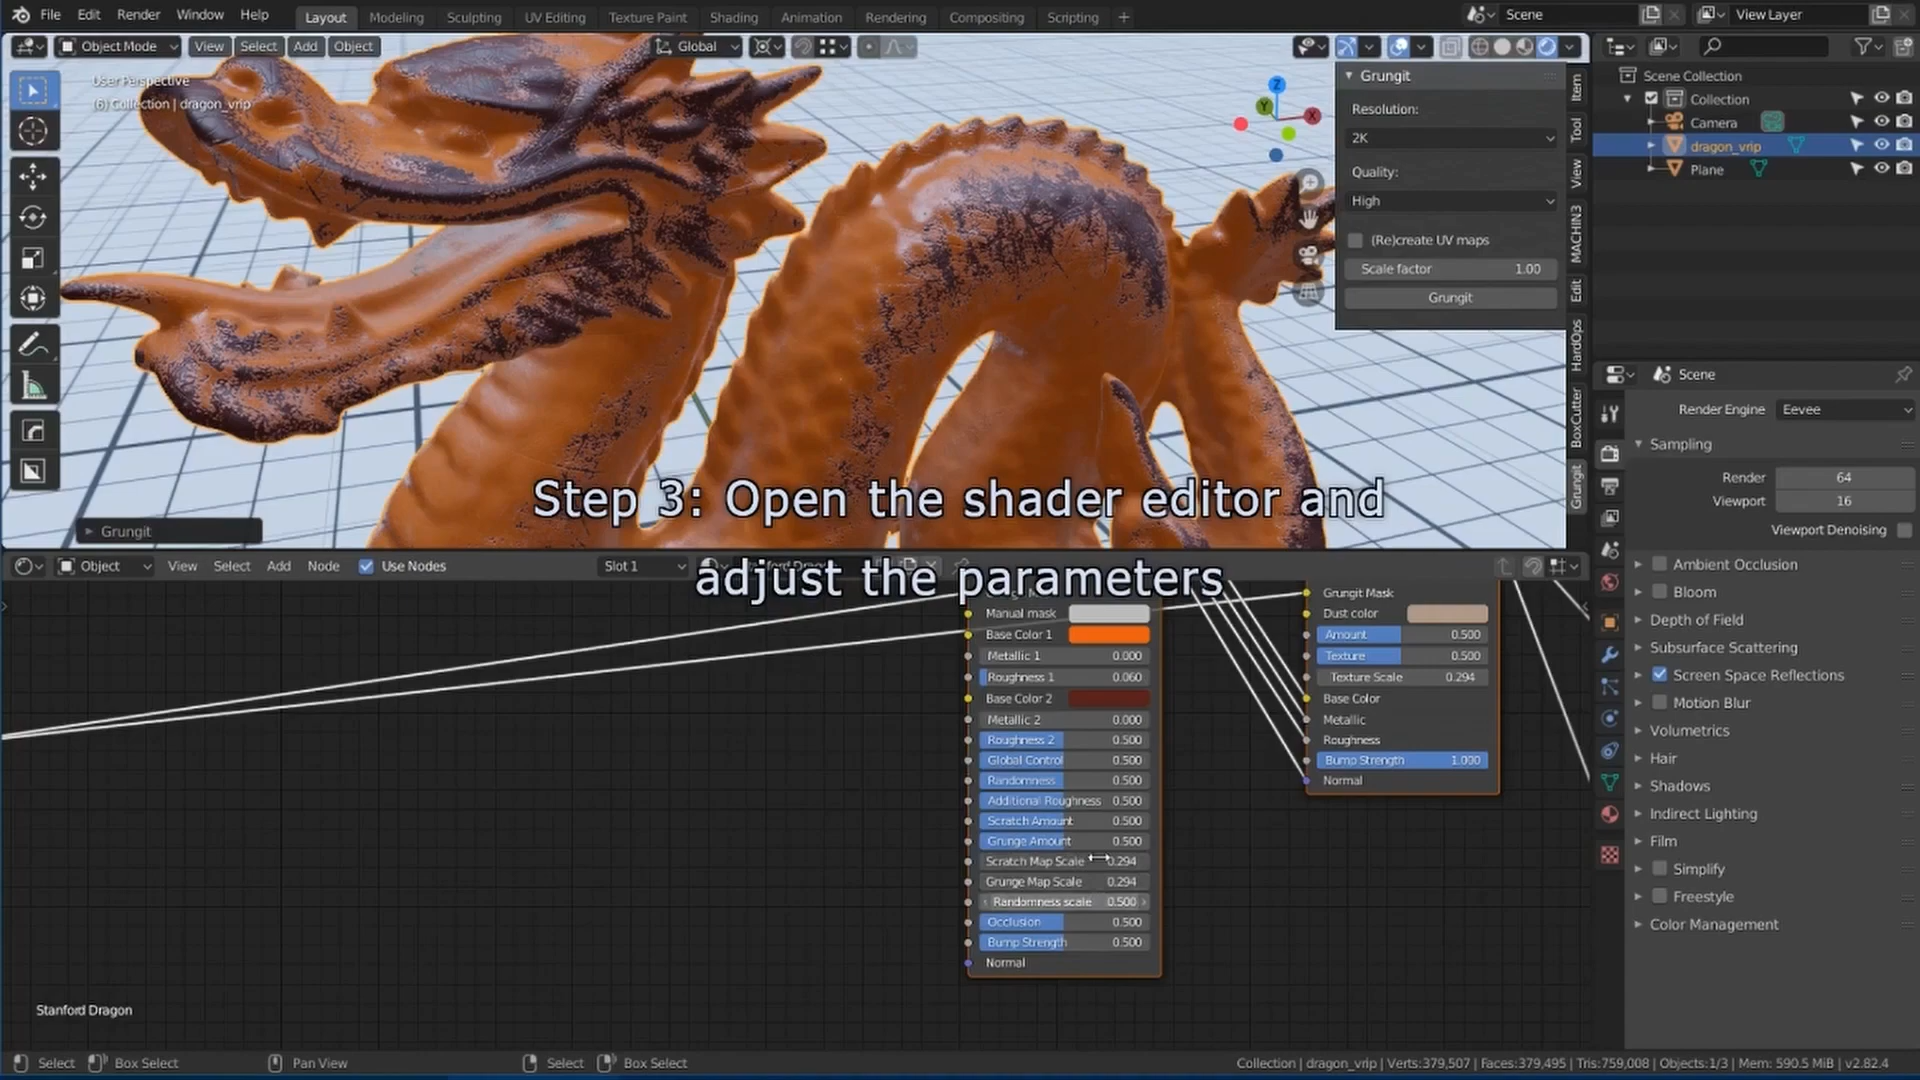 File Edit Render Window Help Layout Modeling Sculpting UV Editing Texture Paint Shading Animation Rendering Compositing Scripting + Scene View Layer
Object Mode View Select Add Object Global
User Perspective
(6) Collection | dragon_vrip
Z
Y
X
Grungit
Resolution:
2K
Quality:
High
(Re)create UV maps
Scale factor 1.00
Grungit
Item
Tool
View
MACHIN3
Edit
HardOps
BoxCutter
Grungit
Scene Collection
Collection
Camera
dragon_vrip
Plane
Scene
Render Engine Eevee
Sampling
Render 64
Viewport 16
Viewport Denoising
Ambient Occlusion
Bloom
Depth of Field
Subsurface Scattering
Screen Space Reflections
Motion Blur
Volumetrics
Hair
Shadows
Indirect Lighting
Film
Simplify
Freestyle
Color Management
Grungit
Step 3: Open the shader editor and
adjust the parameters
Object View Select Add Node Use Nodes Slot 1
Manual mask
Base Color 1
Metallic 1 0.000
Roughness 1 0.060
Base Color 2
Metallic 2 0.000
Roughness 2 0.500
Global Control 0.500
Randomness 0.500
Additional Roughness 0.500
Scratch Amount 0.500
Grunge Amount 0.500
Scratch Map Scale 0.294
Grunge Map Scale 0.294
Randomness scale 0.500
Occlusion 0.500
Bump Strength 0.500
Normal
Grungit Mask
Dust color
Amount 0.500
Texture 0.500
Texture Scale 0.294
Base Color
Metallic
Roughness
Bump Strength 1.000
Normal
Stanford Dragon
Select Box Select Pan View Select Box Select Collection | dragon_vrip | Verts:379,507 | Faces:379,495 | Tris:759,008 | Objects:1/3 | Mem: 590.5 MiB | v2.82.4